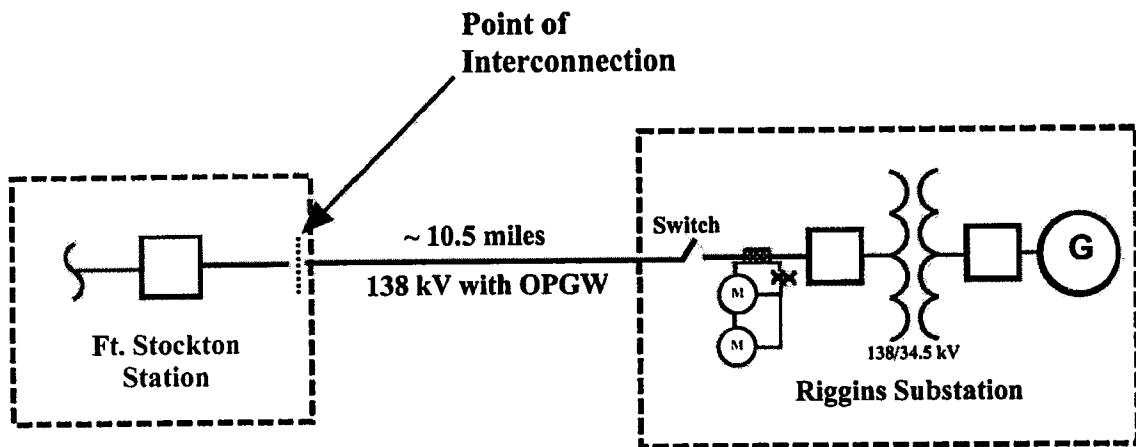 Point of
Interconnection
~ 10.5 miles
138 kV with OPGW
Ft. Stockton
Station
Switch
M
M
G
138/34.5 kV
Riggins Substation